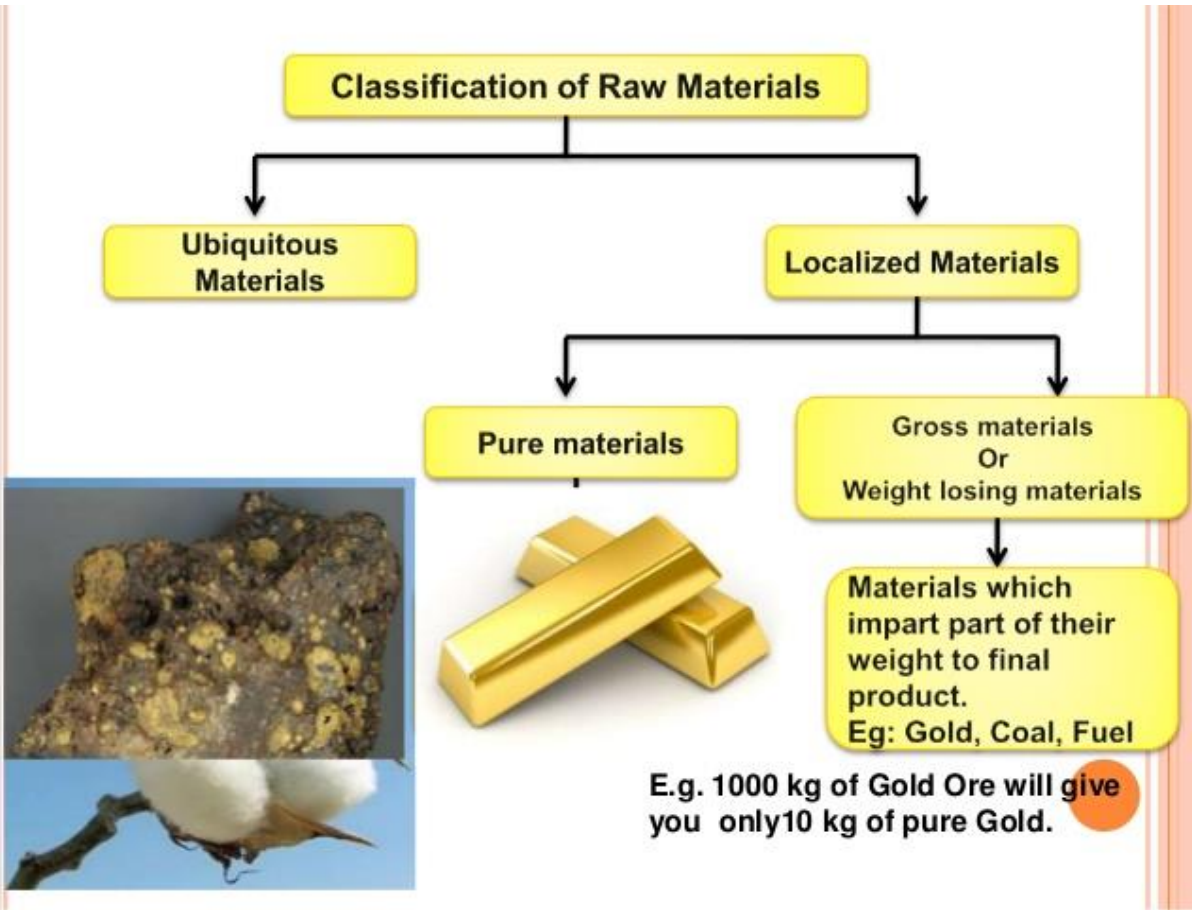 Classification of Raw Materials
Ubiquitous
Materials
Localized Materials
Pure materials
Gross materials
Or
Weight losing materials
Materials which
impart part of their
weight to final
product.
Eg: Gold, Coal, Fuel
E.g. 1000 kg of Gold Ore will give
you only10 kg of pure Gold.